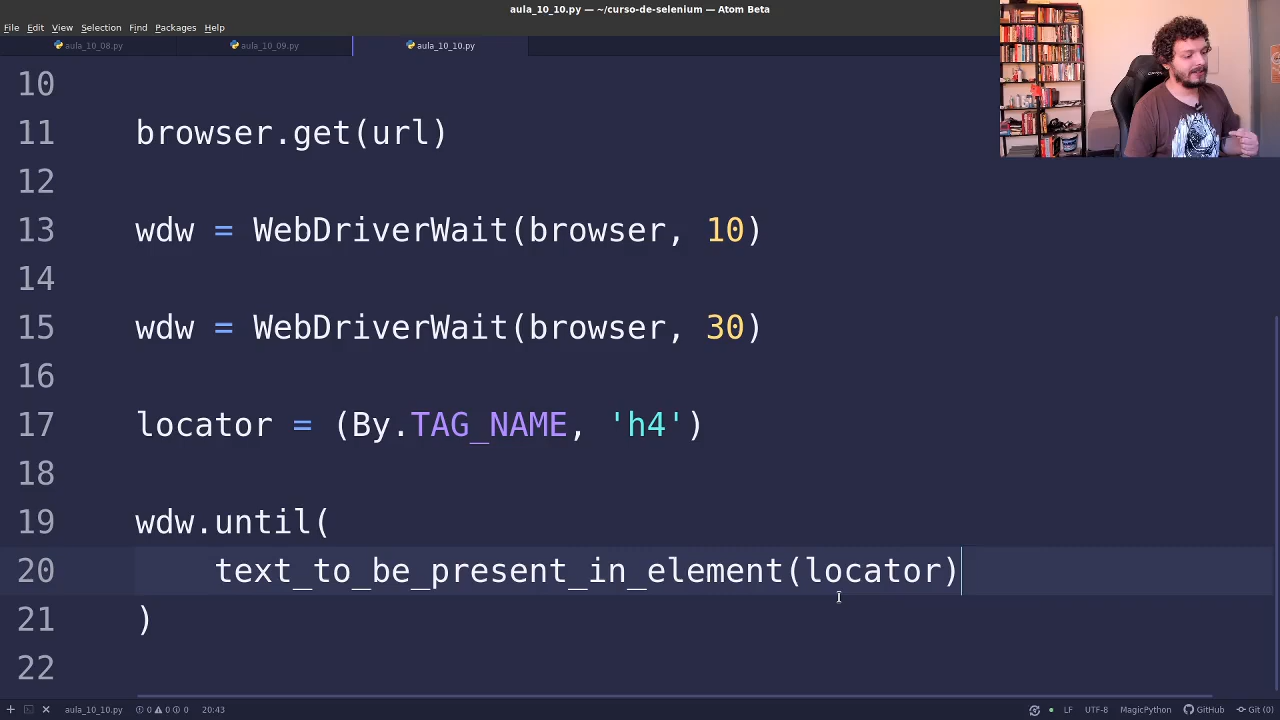 aula_10_10.py — ~/curso-de-selenium — Atom Beta
File Edit View Selection Find Packages Help
aula_10_08.py aula_10_09.py aula_10_10.py
10
11 browser.get(url)
12
13 wdw = WebDriverWait(browser, 10)
14
15 wdw = WebDriverWait(browser, 30)
16
17 locator = (By.TAG_NAME, 'h4')
18
19 wdw.until(
20 text_to_be_present_in_element(locator)
21 )
22
aula_10_10.py 0 0 0 20:43 LF UTF-8 MagicPython GitHub Git (0)